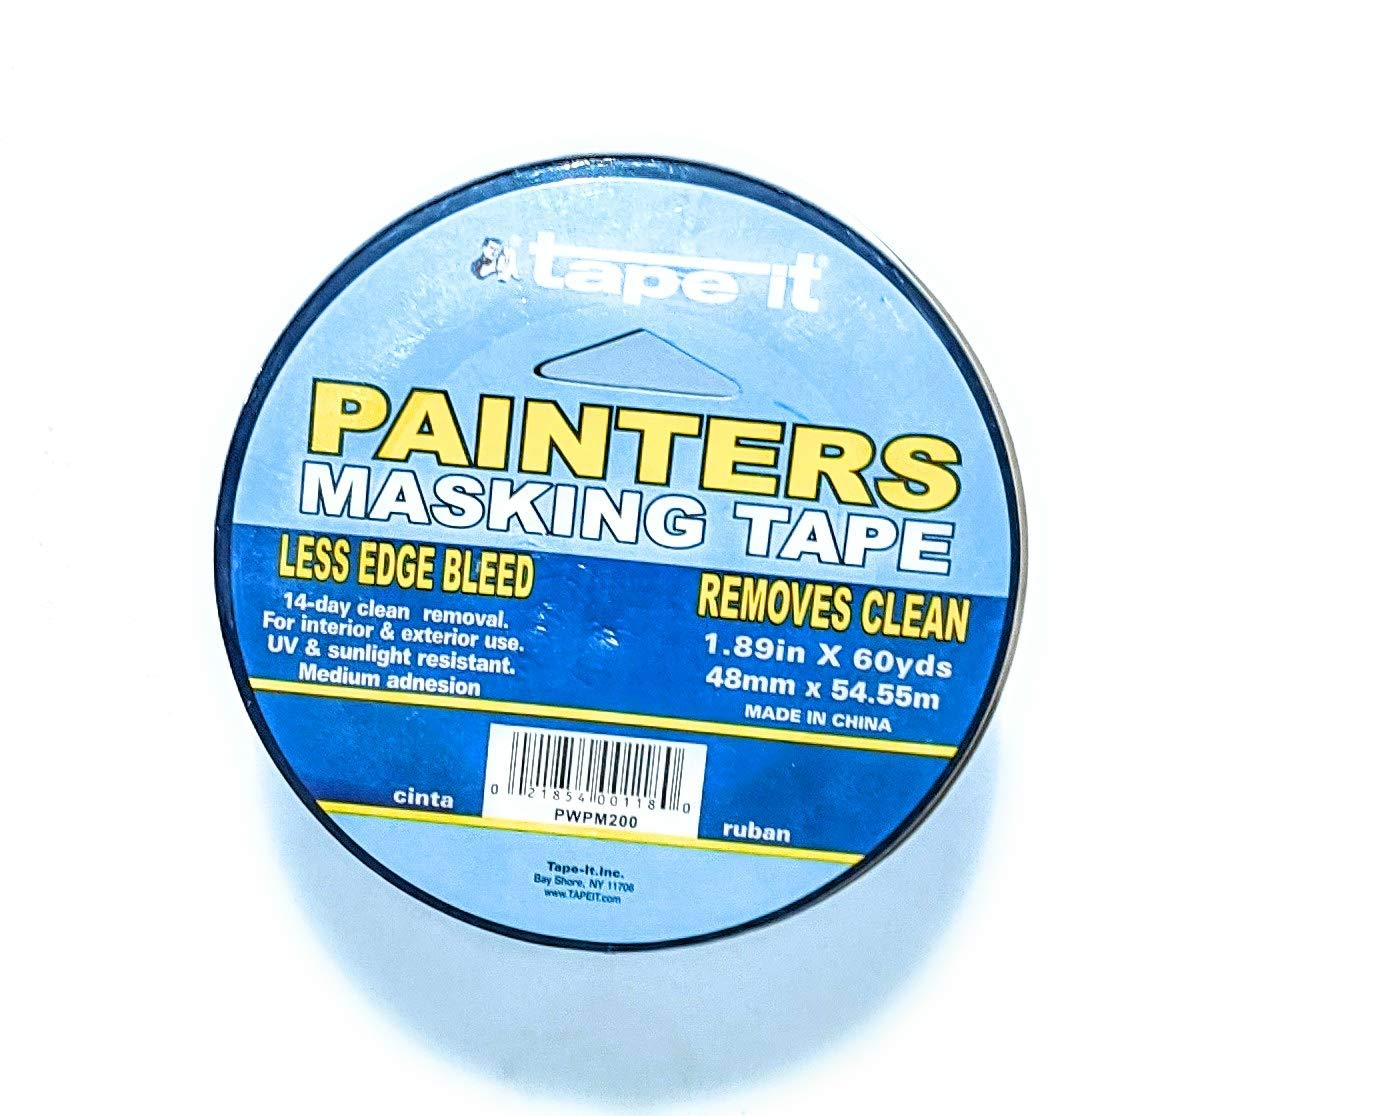 tape it®
PAINTERS
MASKING TAPE
LESS EDGE BLEED
14-day clean removal.
For interior & exterior use.
UV & sunlight resistant.
Medium adnesion
REMOVES CLEAN
1.89in X 60yds
48mm x 54.55m
MADE IN CHINA
cinta
0 21854 00118 0
PWPM200
ruban
Tape-It.Inc.
Bay Shore, NY 11706
www.TAPEIT.com